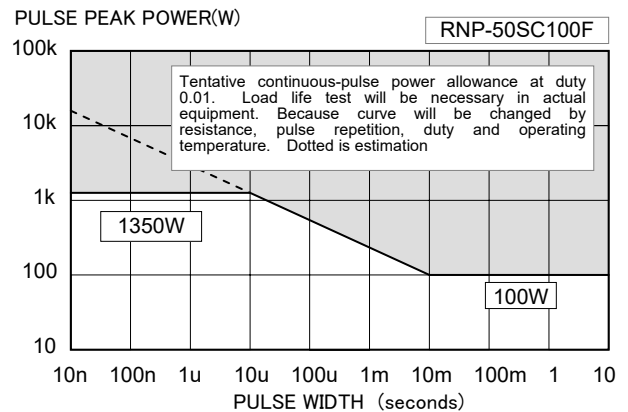 PULSE PEAK POWER(W)
RNP-50SC100F
100k
Tentative continuous-pulse power allowance at duty
0.01. Load life test will be necessary in actual
equipment. Because curve will be changed by
resistance, pulse repetition, duty and operating
temperature. Dotted is estimation
10k
1k
1350W
100
100W
10
10n 100n 1u 10u 100u 1m 10m 100m 1 10
PULSE WIDTH (seconds)